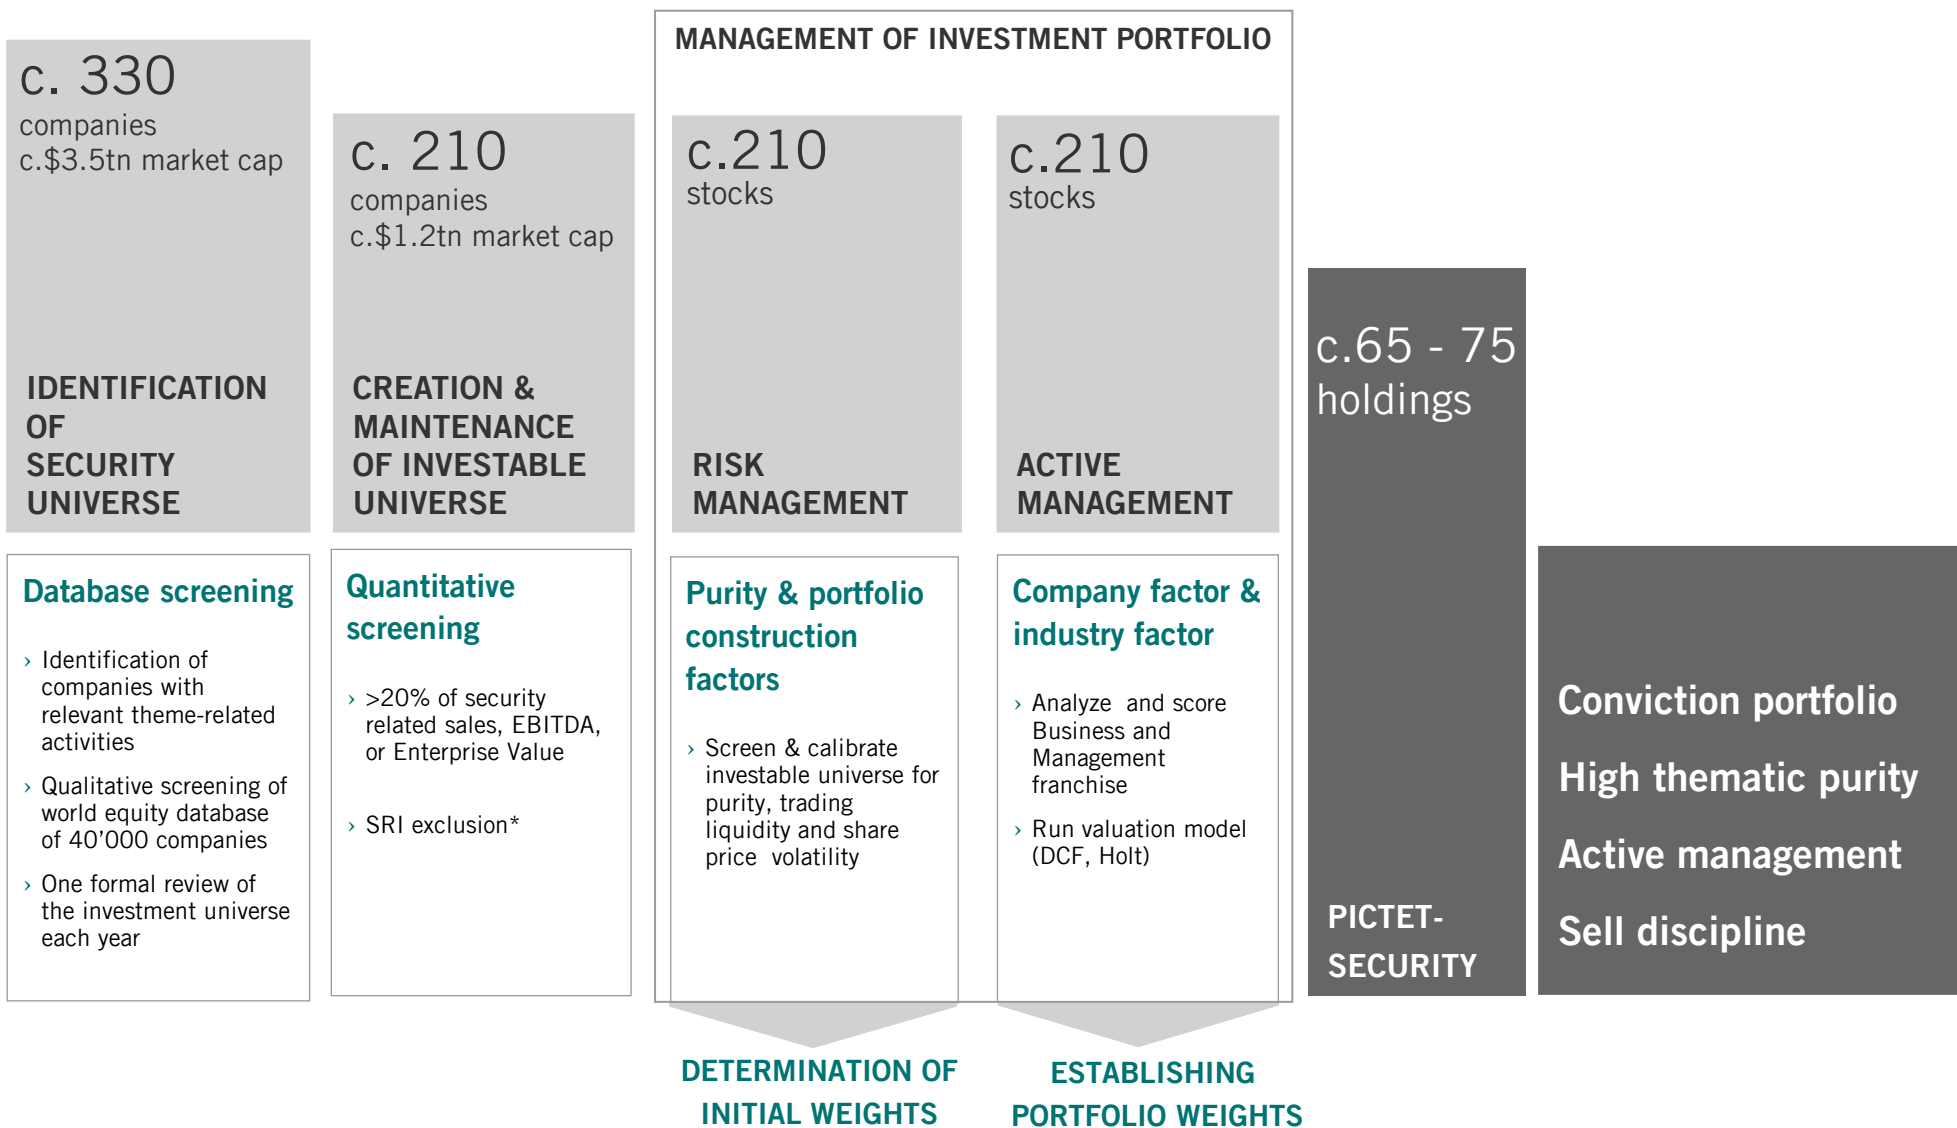 MANAGEMENT OF INVESTMENT PORTFOLIO
c. 330
companies
c.$3.5tn market cap
IDENTIFICATION
OF
SECURITY
UNIVERSE
Database screening
› Identification of
companies with
relevant theme-related
activities
› Qualitative screening of
world equity database
of 40’000 companies
› One formal review of
the investment universe
each year
c. 210
companies
c.$1.2tn market cap
CREATION &
MAINTENANCE
OF INVESTABLE
UNIVERSE
Quantitative
screening
› >20% of security
related sales, EBITDA,
or Enterprise Value
› SRI exclusion*
c.210
stocks
RISK
MANAGEMENT
Purity & portfolio
construction
factors
› Screen & calibrate
investable universe for
purity, trading
liquidity and share
price volatility
DETERMINATION OF
INITIAL WEIGHTS
c.210
stocks
ACTIVE
MANAGEMENT
Company factor &
industry factor
› Analyze and score
Business and
Management
franchise
› Run valuation model
(DCF, Holt)
ESTABLISHING
PORTFOLIO WEIGHTS
c.65 - 75
holdings
PICTET-
SECURITY
Conviction portfolio
High thematic purity
Active management
Sell discipline